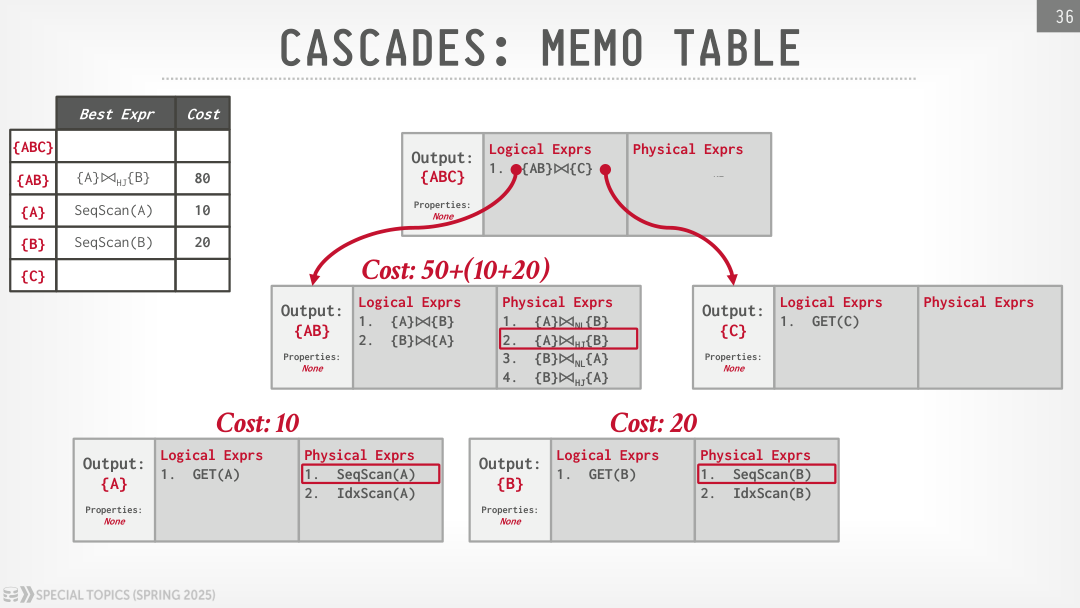 36
CASCADES: MEMO TABLE
Best Expr Cost
{ABC}
{AB} {A}⋈HJ{B} 80
{A} SeqScan(A) 10
{B} SeqScan(B) 20
{C}
Output:
{ABC}
Properties:
None
Logical Exprs
1. {AB}⋈{C}
Physical Exprs
Cost: 50+(10+20)
Output:
{AB}
Properties:
None
Logical Exprs
1. {A}⋈{B}
2. {B}⋈{A}
Physical Exprs
1. {A}⋈NL{B}
2. {A}⋈HJ{B}
3. {B}⋈NL{A}
4. {B}⋈HJ{A}
Output:
{C}
Properties:
None
Logical Exprs
1. GET(C)
Physical Exprs
Cost: 10
Output:
{A}
Properties:
None
Logical Exprs
1. GET(A)
Physical Exprs
1. SeqScan(A)
2. IdxScan(A)
Cost: 20
Output:
{B}
Properties:
None
Logical Exprs
1. GET(B)
Physical Exprs
1. SeqScan(B)
2. IdxScan(B)
SPECIAL TOPICS (SPRING 2025)